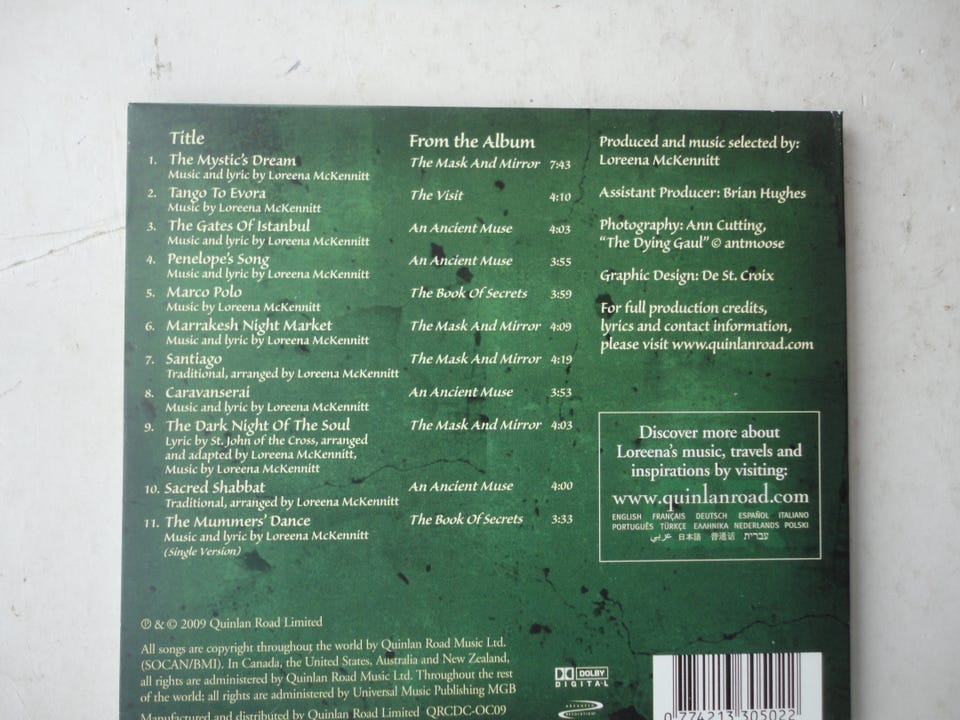 Title From the Album
1. The Mystic's Dream The Mask And Mirror 7:43
Music and lyric by Loreena McKennitt
2. Tango To Evora The Visit 4:10
Music by Loreena McKennitt
3. The Gates Of Istanbul An Ancient Muse 4:03
Music and lyric by Loreena McKennitt
4. Penelope's Song An Ancient Muse 3:55
Music and lyric by Loreena McKennitt
5. Marco Polo The Book Of Secrets 3:59
Music by Loreena McKennitt
6. Marrakesh Night Market The Mask And Mirror 4:09
Music and lyric by Loreena McKennitt
7. Santiago The Mask And Mirror 4:19
Traditional, arranged by Loreena McKennitt
8. Caravanserai An Ancient Muse 3:53
Music and lyric by Loreena McKennitt
9. The Dark Night Of The Soul The Mask And Mirror 4:03
Lyric by St. John of the Cross, arranged
and adapted by Loreena McKennitt,
Music by Loreena McKennitt
10. Sacred Shabbat An Ancient Muse 4:00
Traditional, arranged by Loreena McKennitt
11. The Mummers' Dance The Book Of Secrets 3:33
Music and lyric by Loreena McKennitt
(Single Version)
Produced and music selected by:
Loreena McKennitt
Assistant Producer: Brian Hughes
Photography: Ann Cutting,
“The Dying Gaul” © antmoose
Graphic Design: De St. Croix
For full production credits,
lyrics and contact information,
please visit www.quinlanroad.com
Discover more about
Loreena's music, travels and
inspirations by visiting:
www.quinlanroad.com
ENGLISH FRANÇAIS DEUTSCH ESPAÑOL ITALIANO
PORTUGUÊS TÜRKÇE ΕΛΛΗΝΙΚΑ NEDERLANDS POLSKI
عربي 日本語 普通话 עברית
℗ & © 2009 Quinlan Road Limited
All songs are copyright throughout the world by Quinlan Road Music Ltd.
(SOCAN/BMI). In Canada, the United States, Australia and New Zealand,
all rights are administered by Quinlan Road Music Ltd. Throughout the rest
of the world: all rights are administered by Universal Music Publishing MGB
Manufactured and distributed by Quinlan Road Limited QRCDC-OC09
DOLBY
DIGITAL
ADVANCED
RESOLUTION
0 774213 305022